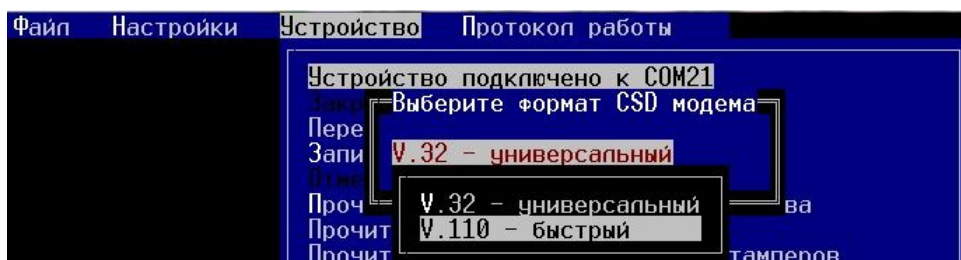 Файл Настройки Устройство Протокол работы
Устройство подключено к COM21
Выберите формат CSD модема
Пере
Запи V.32 - универсальный
Проч V.32 - универсальный ва
Прочит V.110 - быстрый
Прочит тамперов